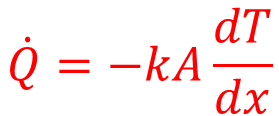 Q̇ = −kA dT/dx